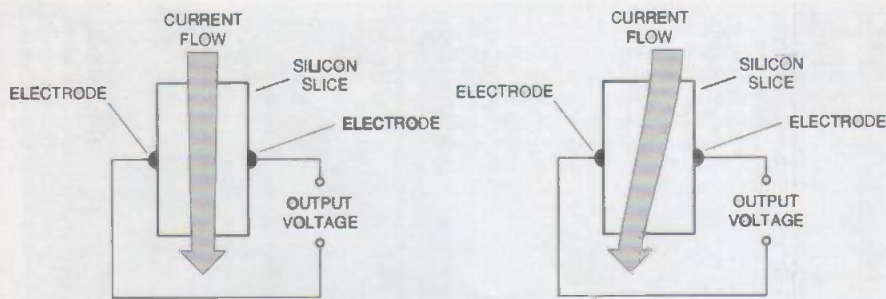 CURRENT
FLOW
SILICON
SLICE
ELECTRODE
ELECTRODE
OUTPUT
VOLTAGE
CURRENT
FLOW
SILICON
SLICE
ELECTRODE
ELECTRODE
OUTPUT
VOLTAGE